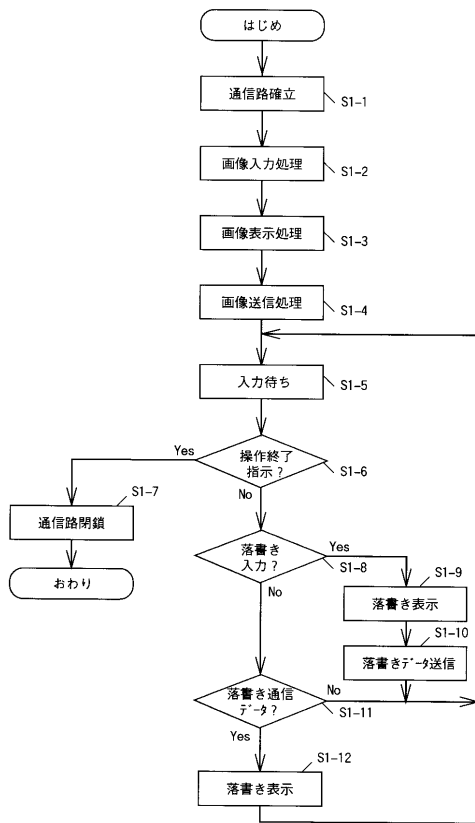 はじめ
通信路確立
S1-1
画像入力処理
S1-2
画像表示処理
S1-3
画像送信処理
S1-4
入力待ち
S1-5
Yes
操作終了
指示?
S1-6
No
S1-7
通信路閉鎖
おわり
落書き
入力?
S1-8
Yes
No
S1-9
落書き表示
S1-10
落書きデータ送信
落書き通信
データ?
No
S1-11
Yes
S1-12
落書き表示